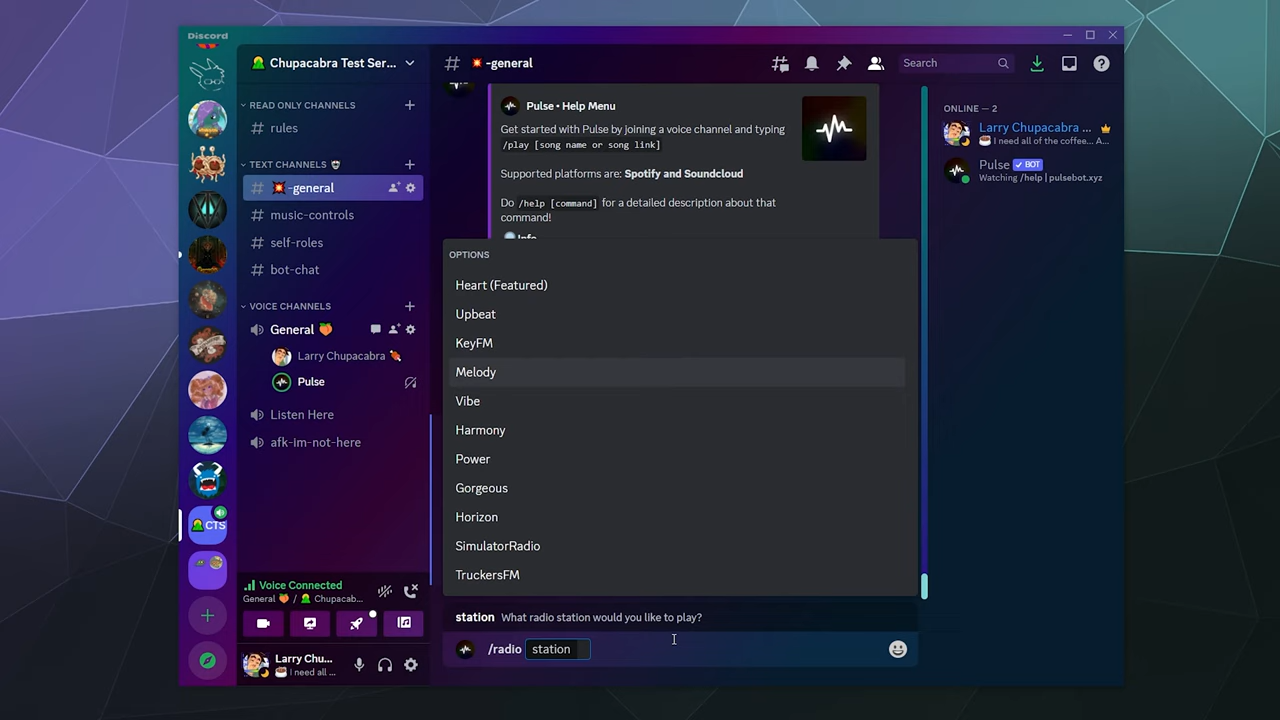 Discord
Chupacabra Test Ser...
# 💥 -general
Search
READ ONLY CHANNELS
# rules
TEXT CHANNELS
# 💥 -general
# music-controls
# self-roles
# bot-chat
VOICE CHANNELS
General 🍑
Larry Chupacabra
Pulse
Listen Here
afk-im-not-here
CTS
Voice Connected
General 🍑 / Chupacab...
Larry Chu...
i need all ...
Pulse • Help Menu
Get started with Pulse by joining a voice channel and typing
/play [song name or song link]
Supported platforms are: Spotify and Soundcloud
Do /help [command] for a detailed description about that
command!
Info
OPTIONS
Heart (Featured)
Upbeat
KeyFM
Melody
Vibe
Harmony
Power
Gorgeous
Horizon
SimulatorRadio
TruckersFM
station What radio station would you like to play?
/radio station
ONLINE — 2
Larry Chupacabra ...
i need all of the coffee... A...
Pulse ✓ BOT
Watching /help | pulsebot.xyz